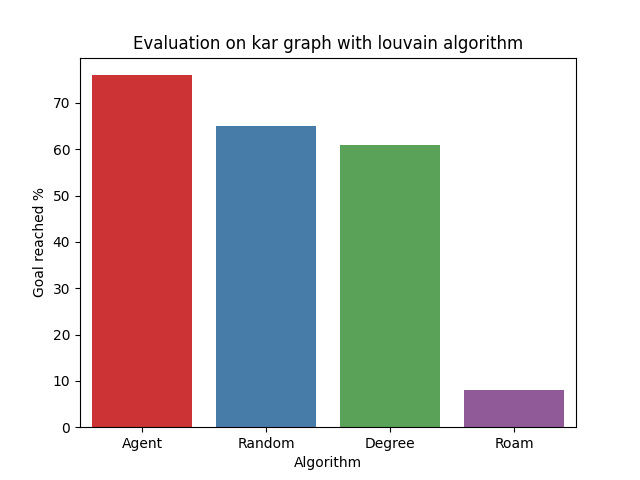 Evaluation on kar graph with louvain algorithm
Goal reached %
70
60
50
40
30
20
10
0
Agent
Random
Degree
Roam
Algorithm